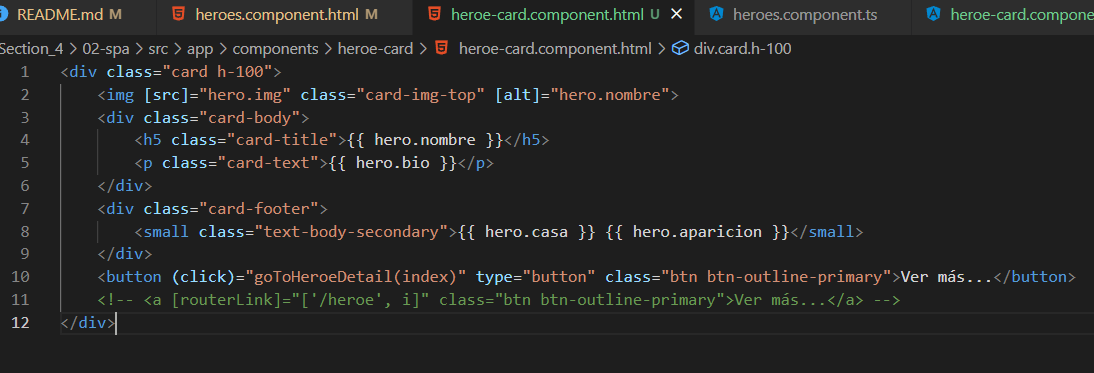 README.md M heroes.component.html M heroe-card.component.html U heroes.component.ts heroe-card.compone
Section_4 > 02-spa > src > app > components > heroe-card > heroe-card.component.html > div.card.h-100
1 <div class="card h-100">
2 <img [src]="hero.img" class="card-img-top" [alt]="hero.nombre">
3 <div class="card-body">
4 <h5 class="card-title">{{ hero.nombre }}</h5>
5 <p class="card-text">{{ hero.bio }}</p>
6 </div>
7 <div class="card-footer">
8 <small class="text-body-secondary">{{ hero.casa }} {{ hero.aparicion }}</small>
9 </div>
10 <button (click)="goToHeroeDetail(index)" type="button" class="btn btn-outline-primary">Ver más...</button>
11 <!-- <a [routerLink]="['/heroe', i]" class="btn btn-outline-primary">Ver más...</a> -->
12 </div>